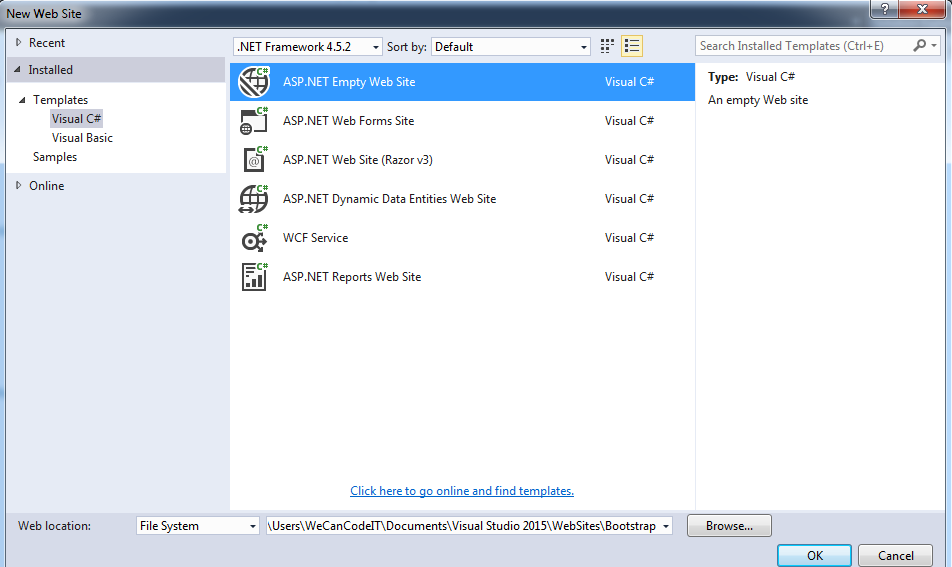 New Web Site
?
Recent
Installed
Templates
Visual C#
Visual Basic
Samples
Online
.NET Framework 4.5.2
Sort by:
Default
Search Installed Templates (Ctrl+E)
C# ASP.NET Empty Web Site Visual C#
C# ASP.NET Web Forms Site Visual C#
C# @ ASP.NET Web Site (Razor v3) Visual C#
C# ASP.NET Dynamic Data Entities Web Site Visual C#
C# WCF Service Visual C#
C# ASP.NET Reports Web Site Visual C#
Type: Visual C#
An empty Web site
Click here to go online and find templates.
Web location:
File System
\Users\WeCanCodeIT\Documents\Visual Studio 2015\WebSites\Bootstrap
Browse...
OK
Cancel